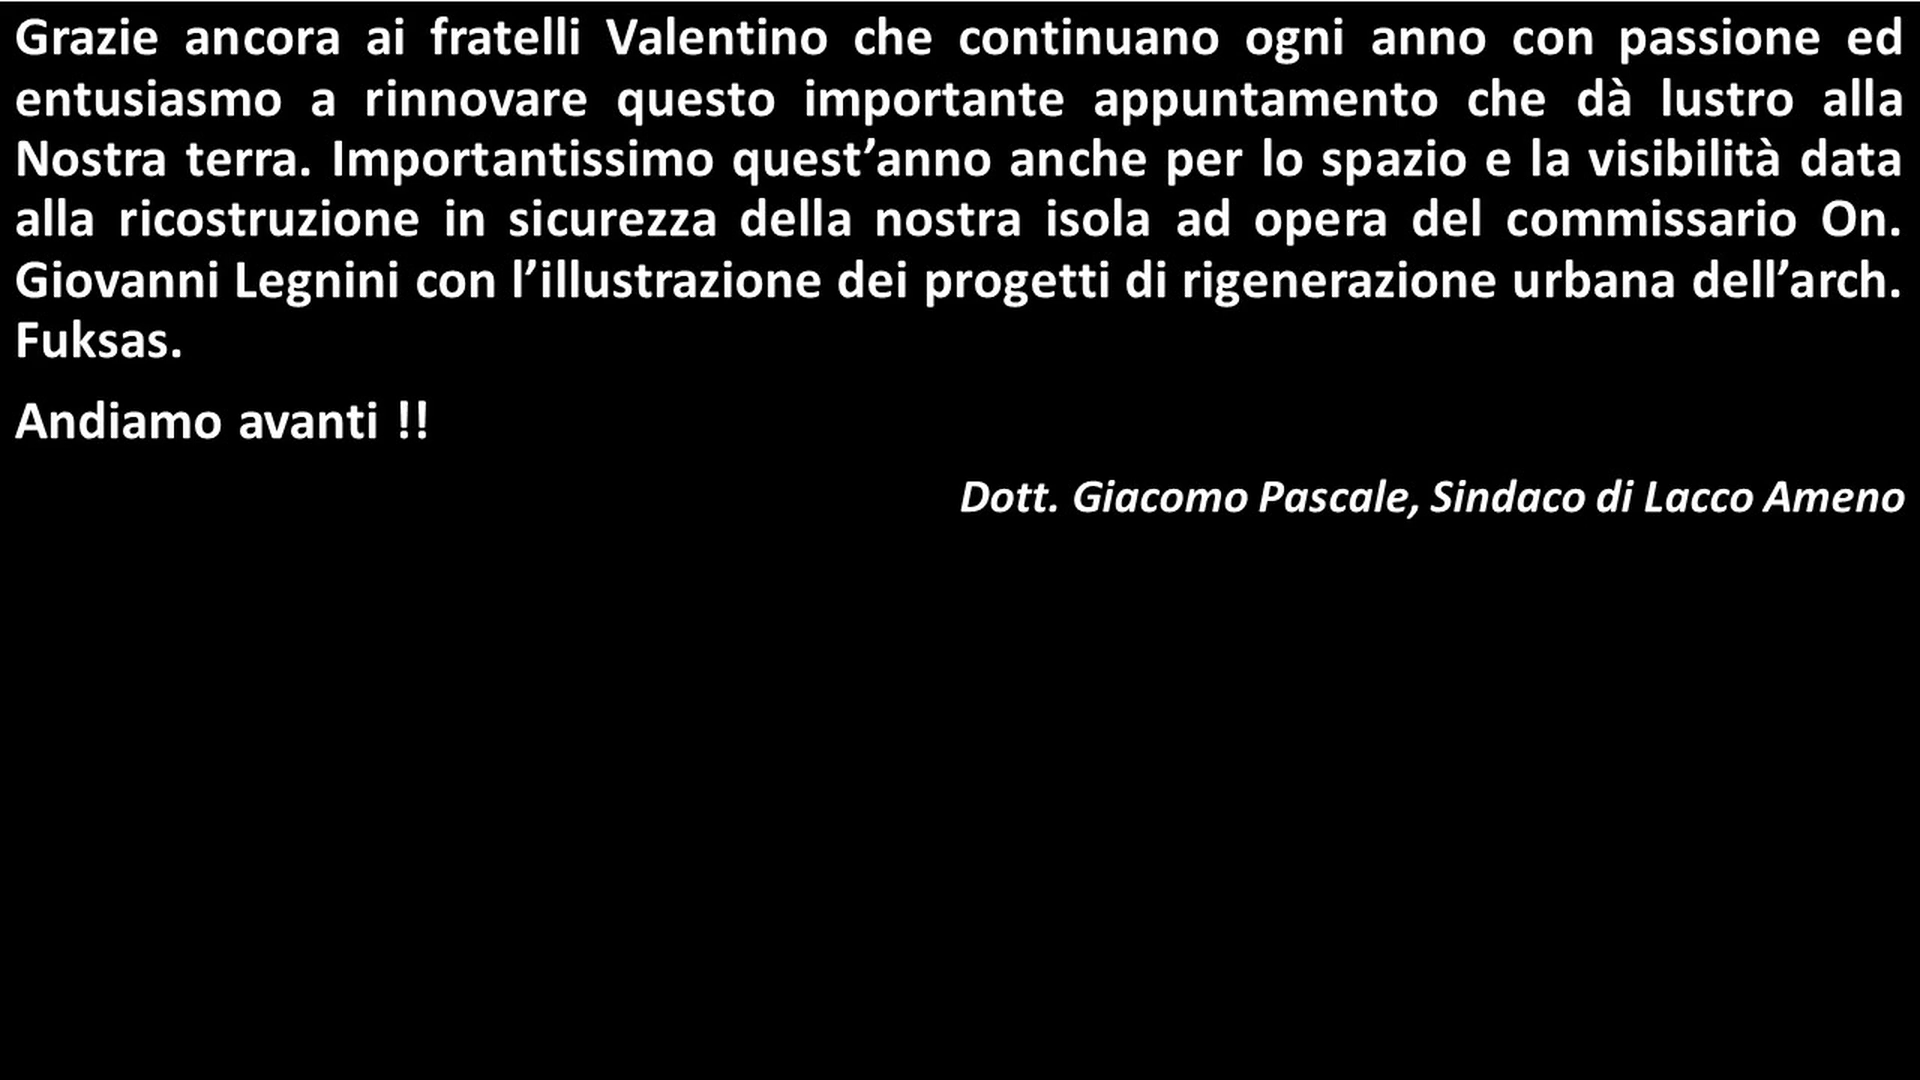 Grazie ancora ai fratelli Valentino che continuano ogni anno con passione ed
entusiasmo a rinnovare questo importante appuntamento che dà lustro alla
Nostra terra. Importantissimo quest’anno anche per lo spazio e la visibilità data
alla ricostruzione in sicurezza della nostra isola ad opera del commissario On.
Giovanni Legnini con l’illustrazione dei progetti di rigenerazione urbana dell’arch.
Fuksas.
Andiamo avanti !!
Dott. Giacomo Pascale, Sindaco di Lacco Ameno